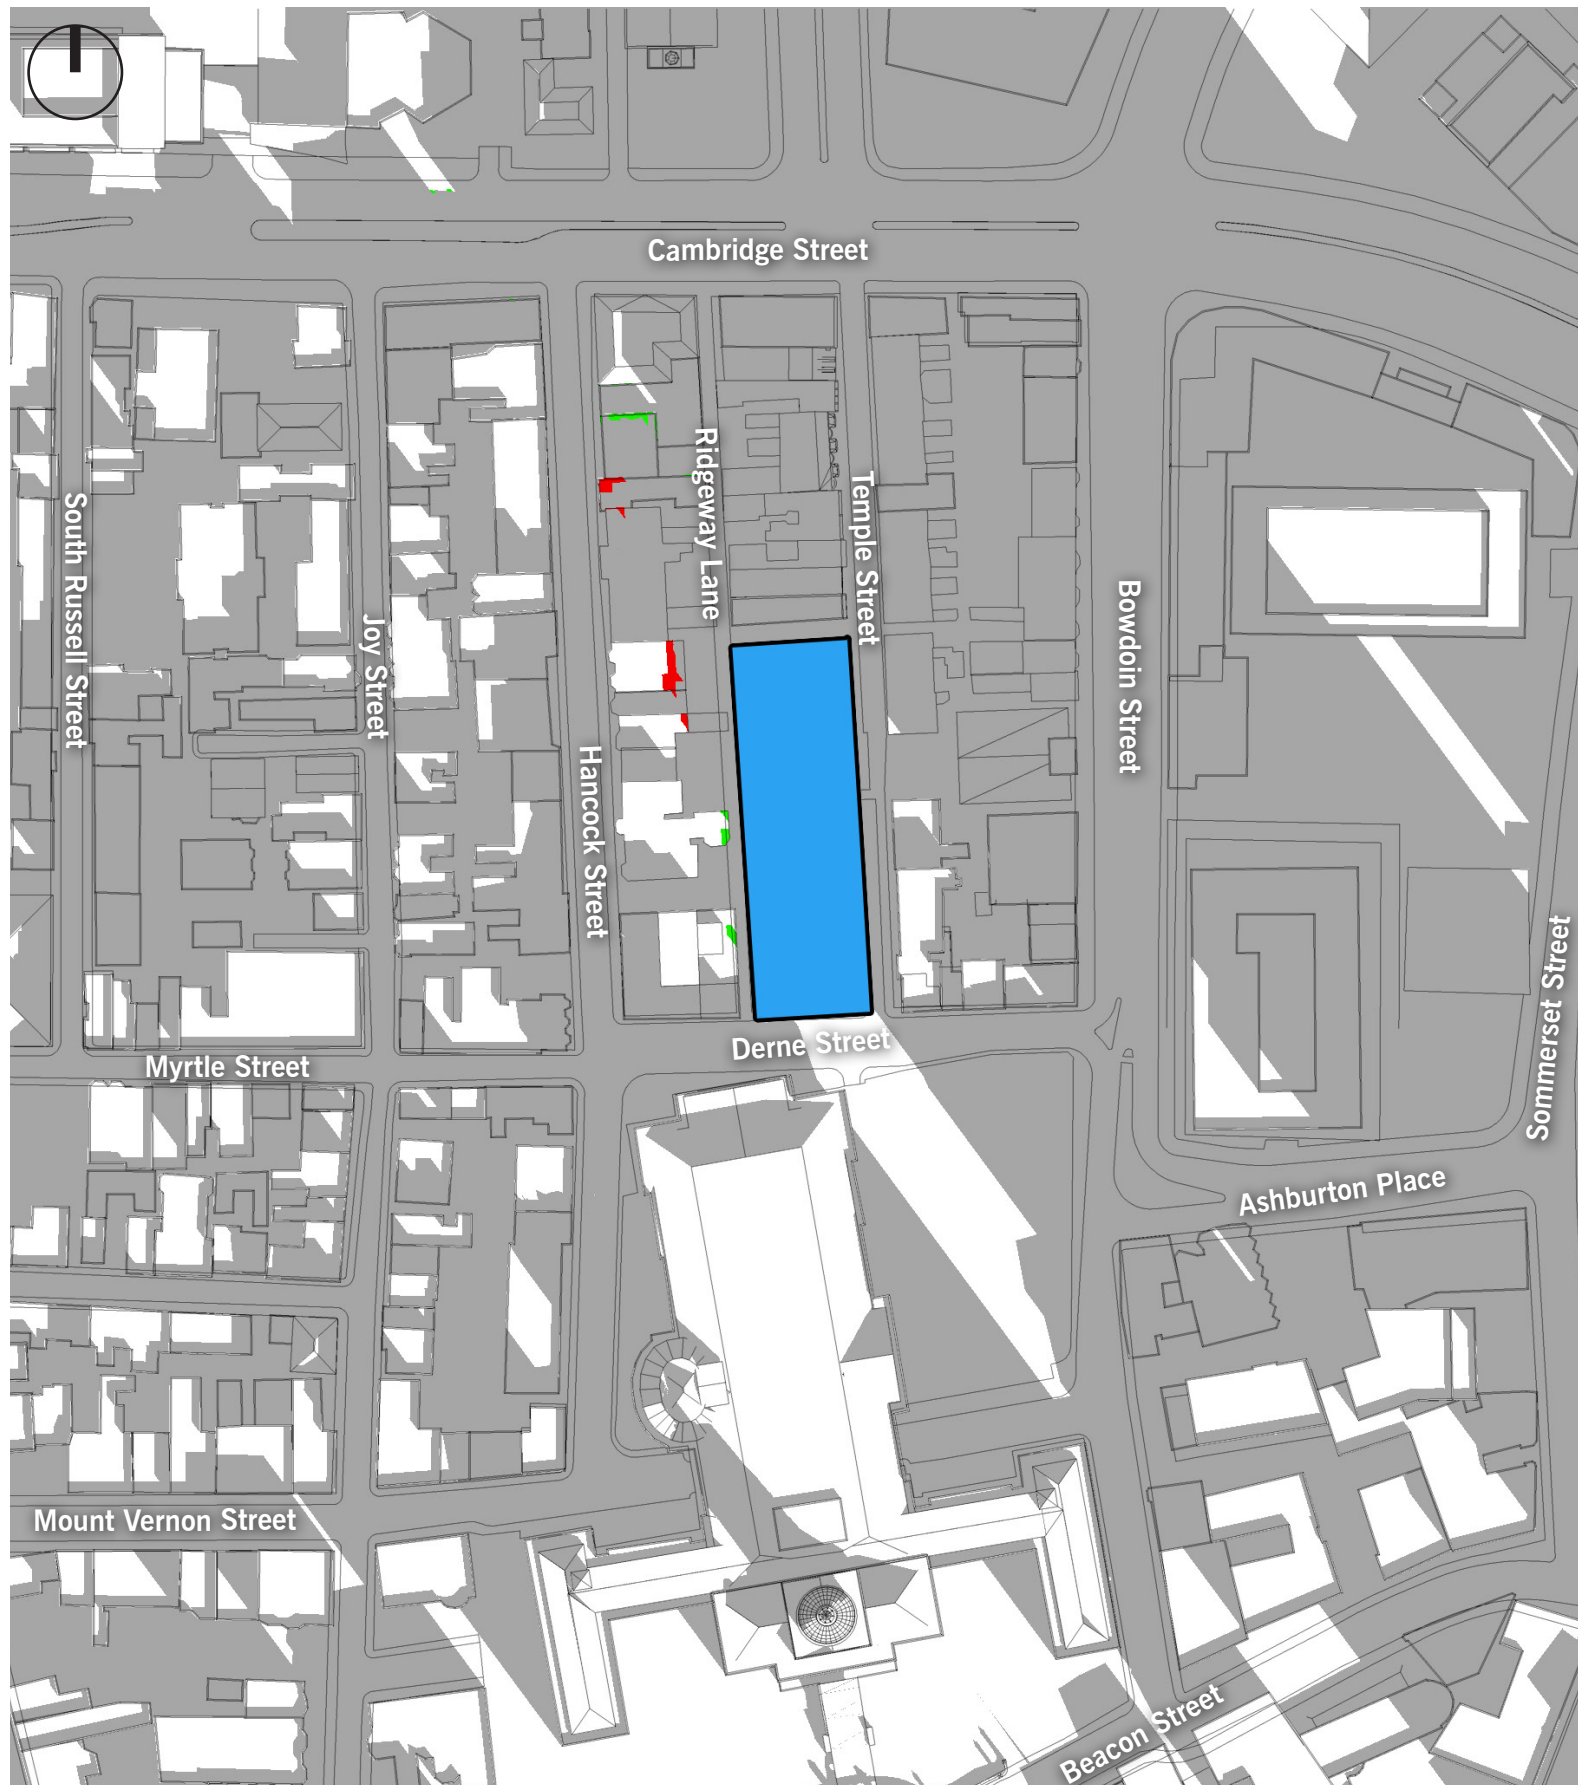 Cambridge Street
Ridgeway Lane
Temple Street
South Russell Street
Joy Street
Bowdoin Street
Hancock Street
Derne Street
Myrtle Street
Sommerset Street
Ashburton Place
Mount Vernon Street
Beacon Street